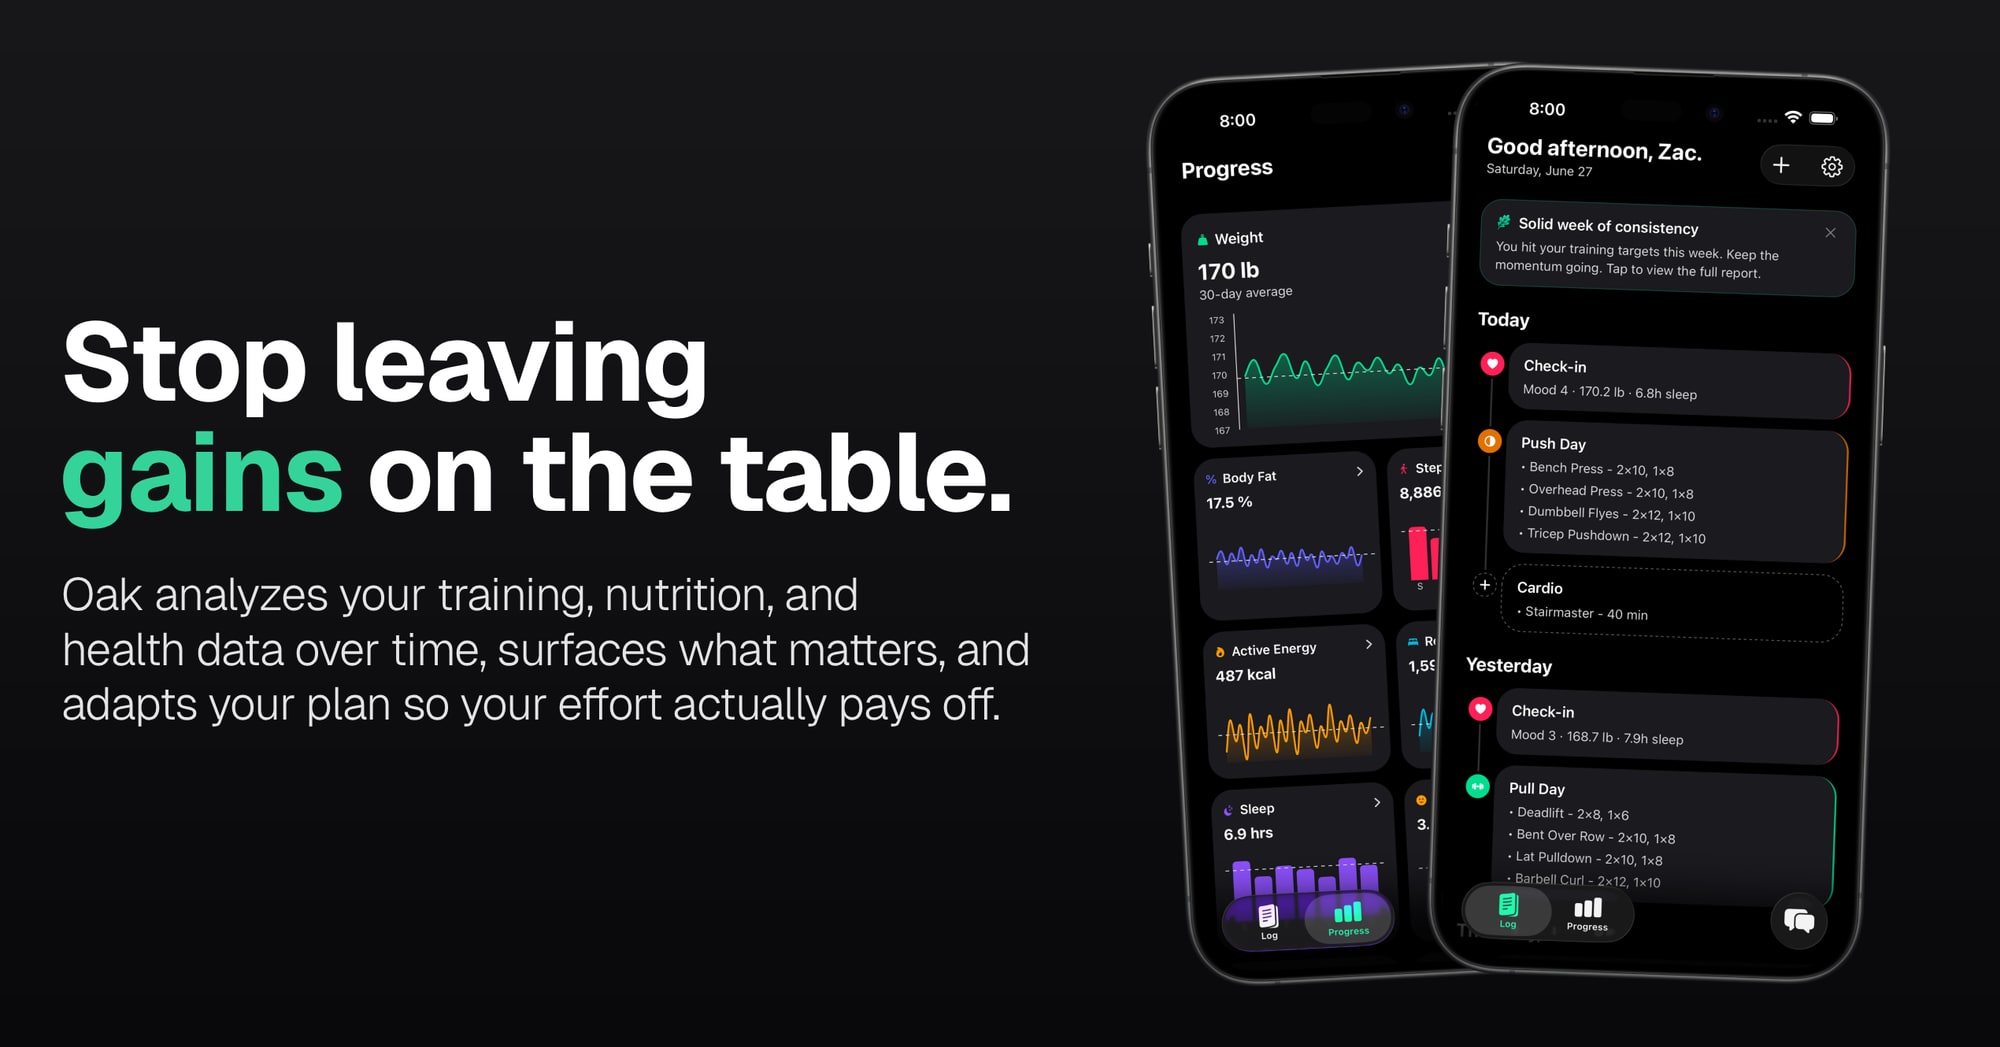 Stop leaving
gains on the table.
Oak analyzes your training, nutrition, and
health data over time, surfaces what matters, and
adapts your plan so your effort actually pays off.
8:00
Progress
Weight
170 lb
30-day average
173
172
171
170
169
168
167
% Body Fat
17.5 %
8,886
S
Active Energy
487 kcal
Sleep
6.9 hrs
3.
Log
Progress
8:00
Good afternoon, Zac.
Saturday, June 27
Solid week of consistency
You hit your training targets this week. Keep the
momentum going. Tap to view the full report.
Today
Check-in
Mood 4 · 170.2 lb · 6.8h sleep
Push Day
• Bench Press - 2×10, 1×8
• Overhead Press - 2×10, 1×8
• Dumbbell Flyes - 2×12, 1×10
• Tricep Pushdown - 2×12, 1×10
Cardio
• Stairmaster - 40 min
Yesterday
Check-in
Mood 3 · 168.7 lb · 7.9h sleep
Pull Day
• Deadlift - 2×8, 1×6
• Bent Over Row - 2×10, 1×8
• Lat Pulldown - 2×10, 1×8
• Barbell Curl - 2×12, 1×10
Log
Progress